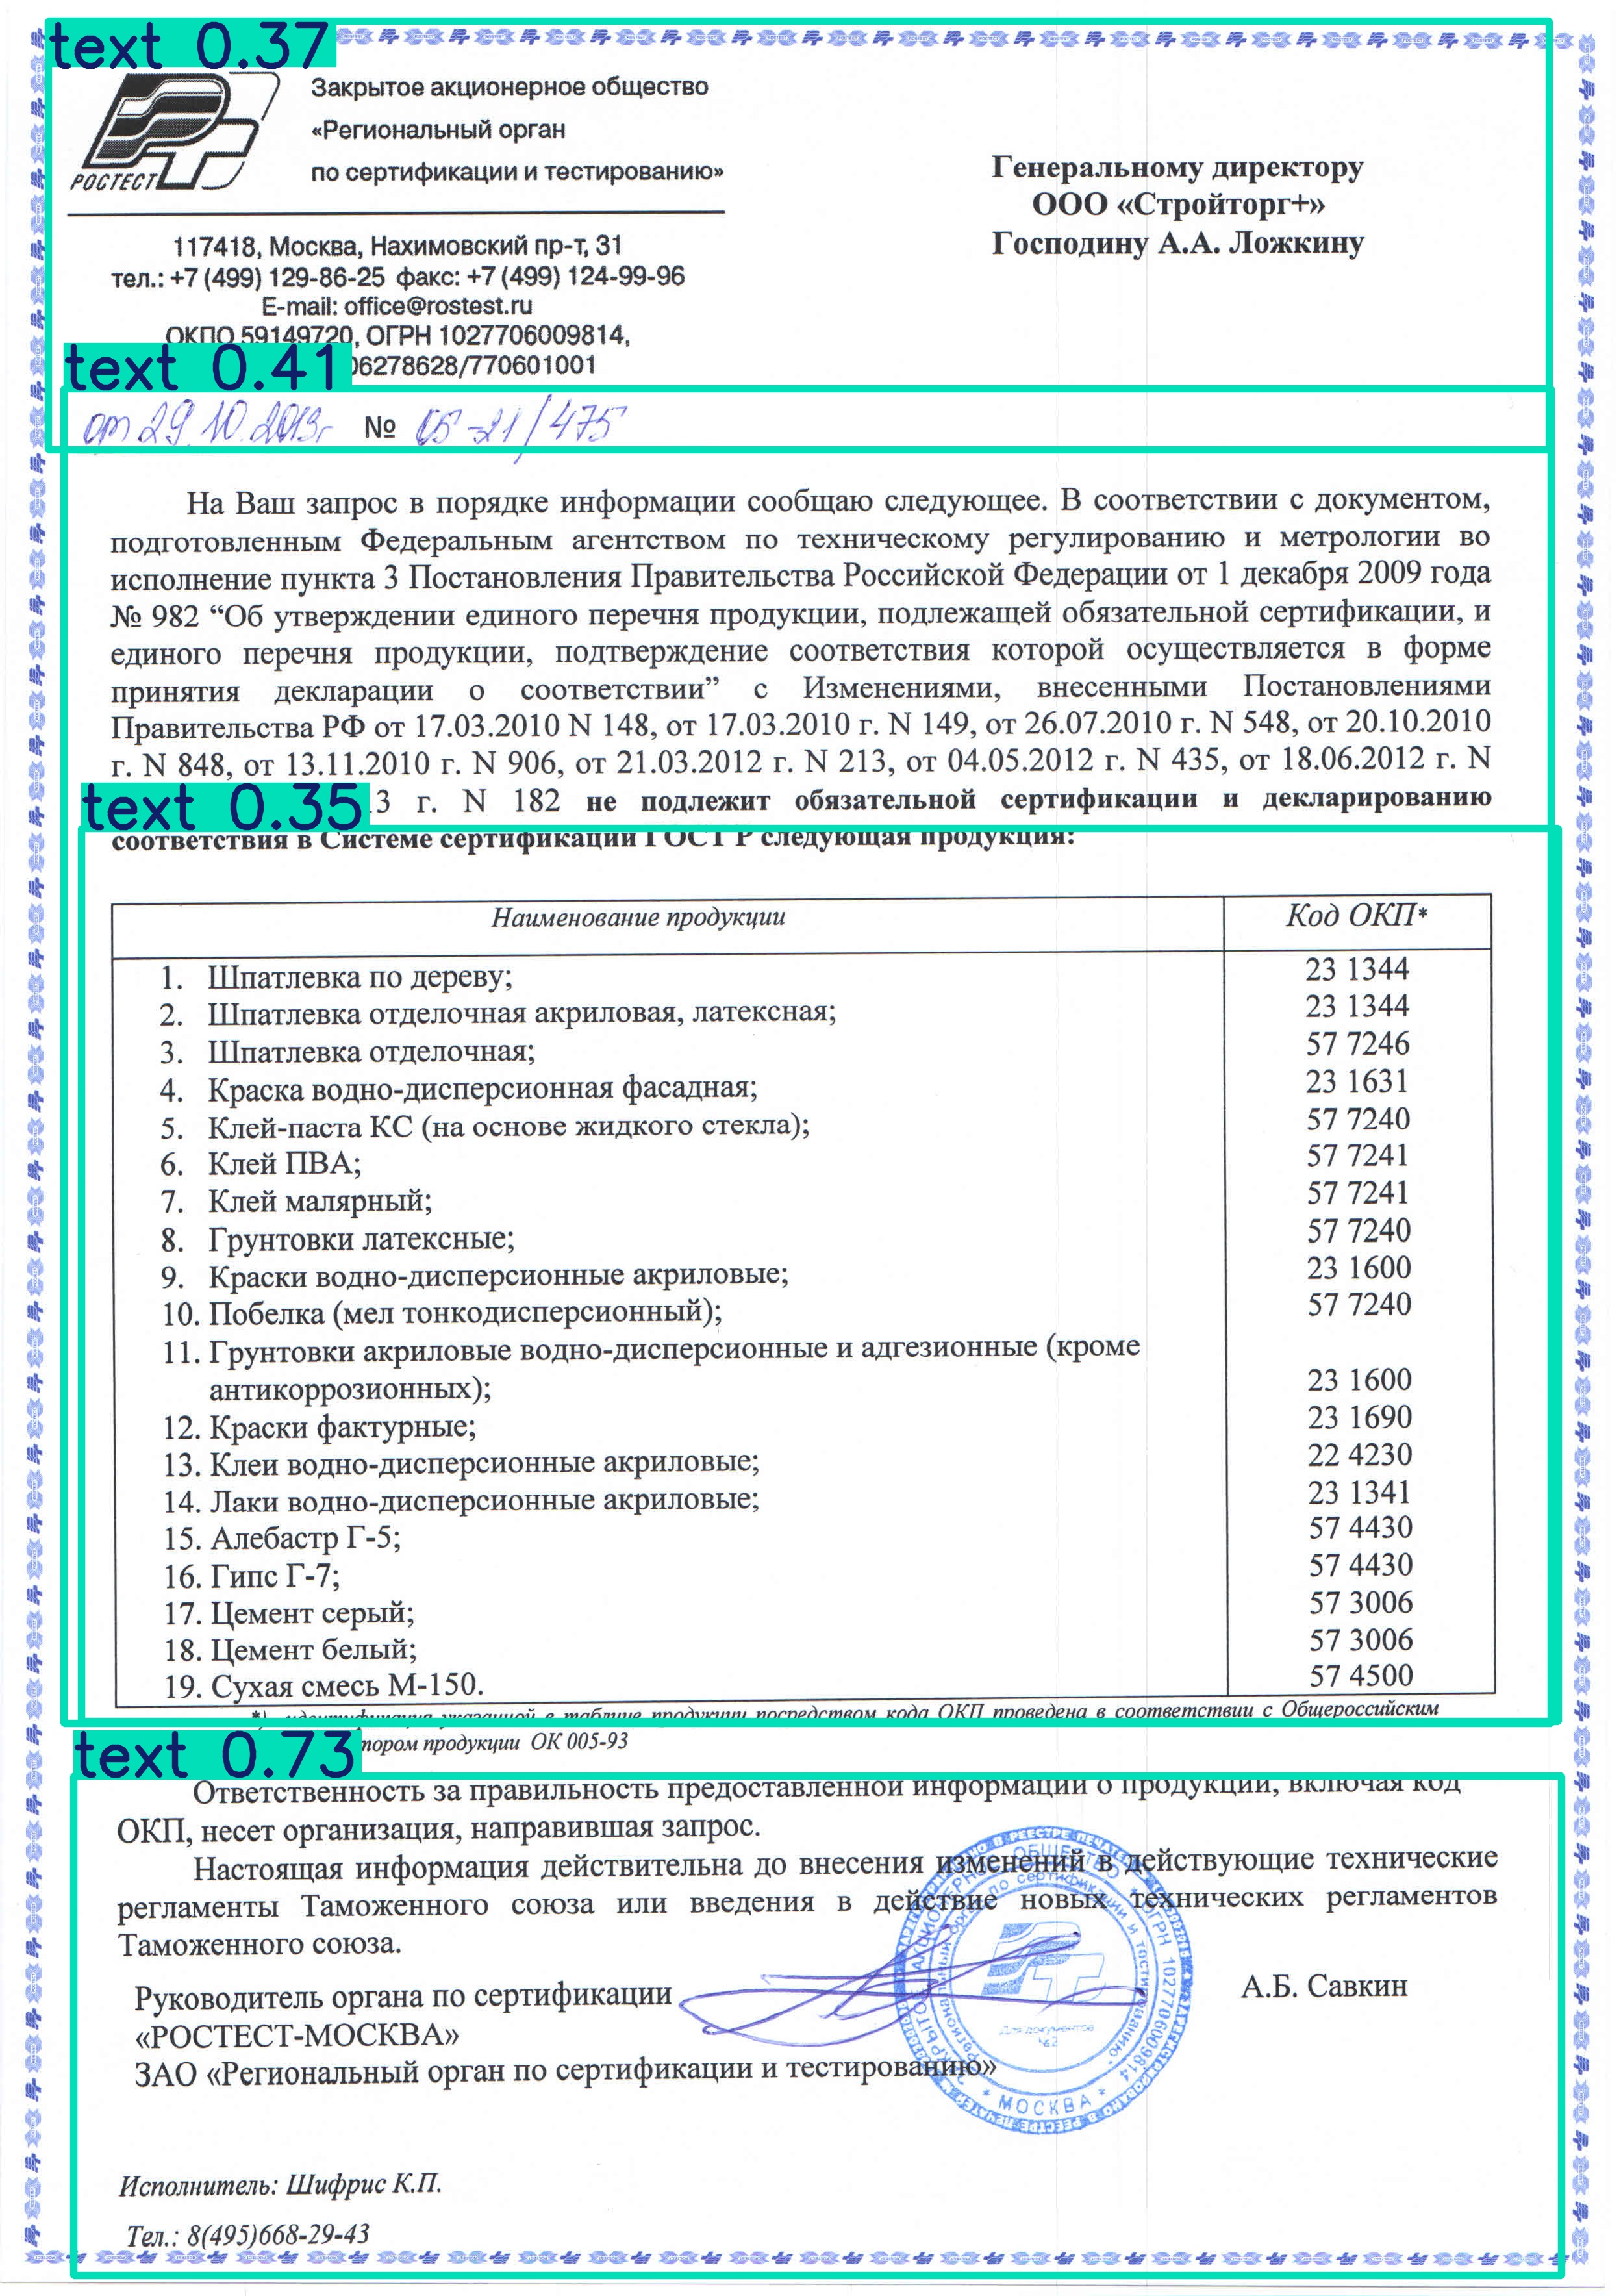 text 0.37
Закрытое акционерное общество
«Региональный орган
по сертификации и тестированию»
РОСТЕСТ
117418, Москва, Нахимовский пр-т, 31
тел.: +7 (499) 129-86-25 факс: +7 (499) 124-99-96
E-mail: office@rostest.ru
ОКПО 59149720, ОГРН 1027706009814,
text 0.41 06278628/770601001
Генеральному директору
ООО «Стройторг+»
Господину А.А. Ложкину
от 29.10.2013г № 05-21/475
На Ваш запрос в порядке информации сообщаю следующее. В соответствии с документом,
подготовленным Федеральным агентством по техническому регулированию и метрологии во
исполнение пункта 3 Постановления Правительства Российской Федерации от 1 декабря 2009 года
№ 982 “Об утверждении единого перечня продукции, подлежащей обязательной сертификации, и
единого перечня продукции, подтверждение соответствия которой осуществляется в форме
принятия декларации о соответствии” с Изменениями, внесенными Постановлениями
Правительства РФ от 17.03.2010 N 148, от 17.03.2010 г. N 149, от 26.07.2010 г. N 548, от 20.10.2010
г. N 848, от 13.11.2010 г. N 906, от 21.03.2012 г. N 213, от 04.05.2012 г. N 435, от 18.06.2012 г. N
text 0.35 3 г. N 182 не подлежит обязательной сертификации и декларированию
соответствия в Системе сертификации ГОСТ Р следующая продукция:
Наименование продукции Код ОКП*
1. Шпатлевка по дереву; 23 1344
2. Шпатлевка отделочная акриловая, латексная; 23 1344
3. Шпатлевка отделочная; 57 7246
4. Краска водно-дисперсионная фасадная; 23 1631
5. Клей-паста КС (на основе жидкого стекла); 57 7240
6. Клей ПВА; 57 7241
7. Клей малярный; 57 7241
8. Грунтовки латексные; 57 7240
9. Краски водно-дисперсионные акриловые; 23 1600
10. Побелка (мел тонкодисперсионный); 57 7240
11. Грунтовки акриловые водно-дисперсионные и адгезионные (кроме
антикоррозионных); 23 1600
12. Краски фактурные; 23 1690
13. Клеи водно-дисперсионные акриловые; 22 4230
14. Лаки водно-дисперсионные акриловые; 23 1341
15. Алебастр Г-5; 57 4430
16. Гипс Г-7; 57 4430
17. Цемент серый; 57 3006
18. Цемент белый; 57 3006
19. Сухая смесь М-150. 57 4500
*) идентификация указанной в таблице продукции посредством кода ОКП проведена в соответствии с Общероссийским
text 0.73 тором продукции ОК 005-93
Ответственность за правильность предоставленной информации о продукции, включая код
ОКП, несет организация, направившая запрос.
Настоящая информация действительна до внесения изменений в действующие технические
регламенты Таможенного союза или введения в действие новых технических регламентов
Таможенного союза.
Руководитель органа по сертификации
«РОСТЕСТ-МОСКВА»
ЗАО «Региональный орган по сертификации и тестированию»
А.Б. Савкин
ЗАКРЫТОЕ АКЦИОНЕРНОЕ ОБЩЕСТВО ОГРН 1027706009814
Региональный орган по сертификации и тестированию
Для документов
№2
* МОСКВА *
Исполнитель: Шифрис К.П.
Тел.: 8(495)668-29-43